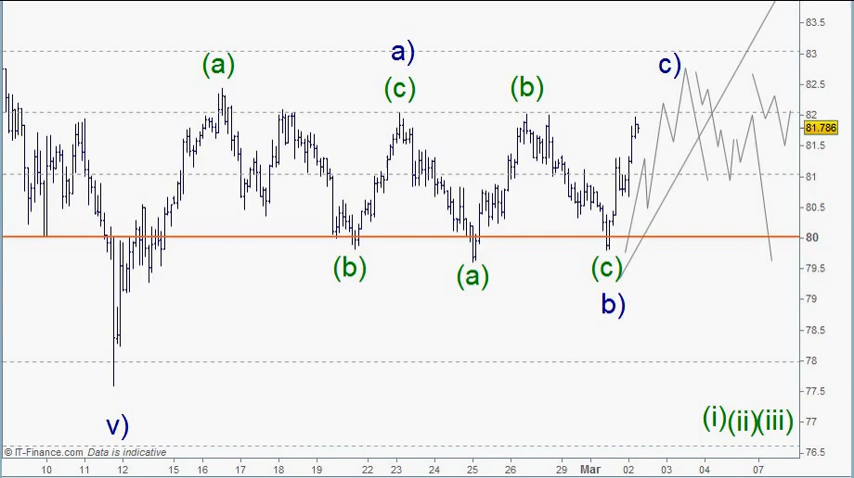 83.5
83
82.5
82
81.786
81.5
81
80.5
80
79.5
79
78.5
78
77.5
77
76.5
(a)
a)
(c)
(b)
c)
(b)
(a)
(c)
b)
v)
(i) (ii) (iii)
© IT-Finance.com Data is indicative
10 11 12 15 16 17 18 19 22 23 24 25 26 29 Mar 02 03 04 07